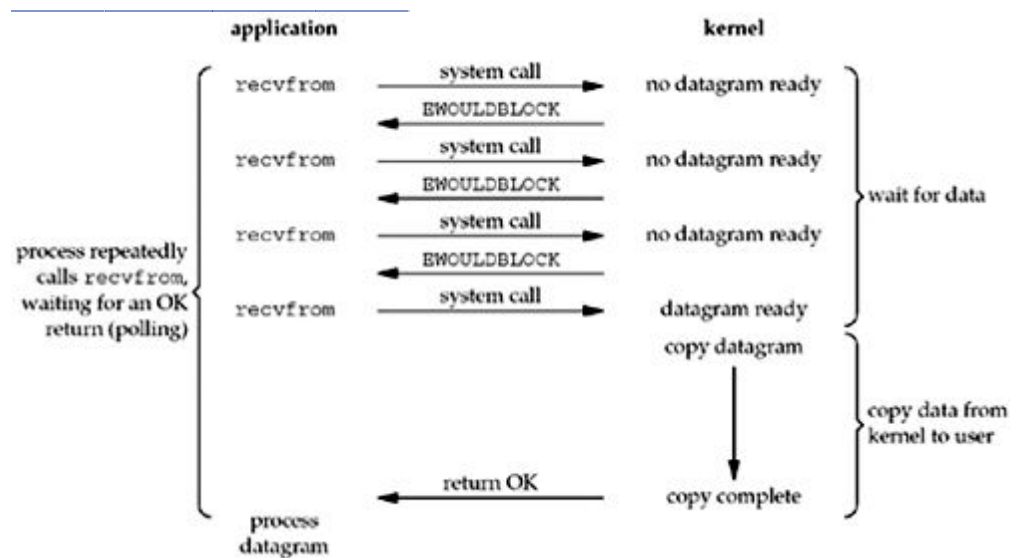 application kernel
recvfrom system call no datagram ready
EWOULDBLOCK
recvfrom system call no datagram ready
EWOULDBLOCK
recvfrom system call no datagram ready
EWOULDBLOCK
recvfrom system call datagram ready
process repeatedly
calls recvfrom,
waiting for an OK
return (polling)
wait for data
copy datagram
copy data from
kernel to user
return OK copy complete
process
datagram